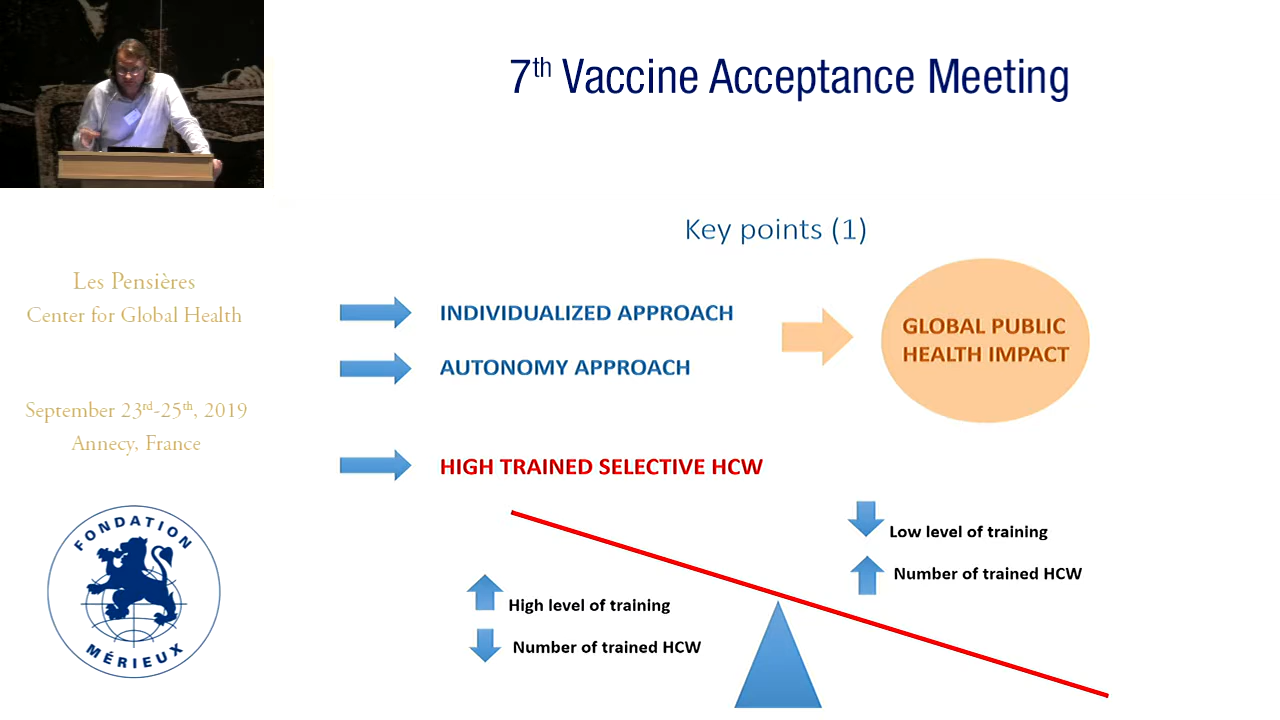 7th Vaccine Acceptance Meeting
Les Pensières
Center for Global Health
September 23rd-25th, 2019
Annecy, France
FONDATION
MÉRIEUX
Key points (1)
INDIVIDUALIZED APPROACH
AUTONOMY APPROACH
GLOBAL PUBLIC
HEALTH IMPACT
HIGH TRAINED SELECTIVE HCW
Low level of training
Number of trained HCW
High level of training
Number of trained HCW